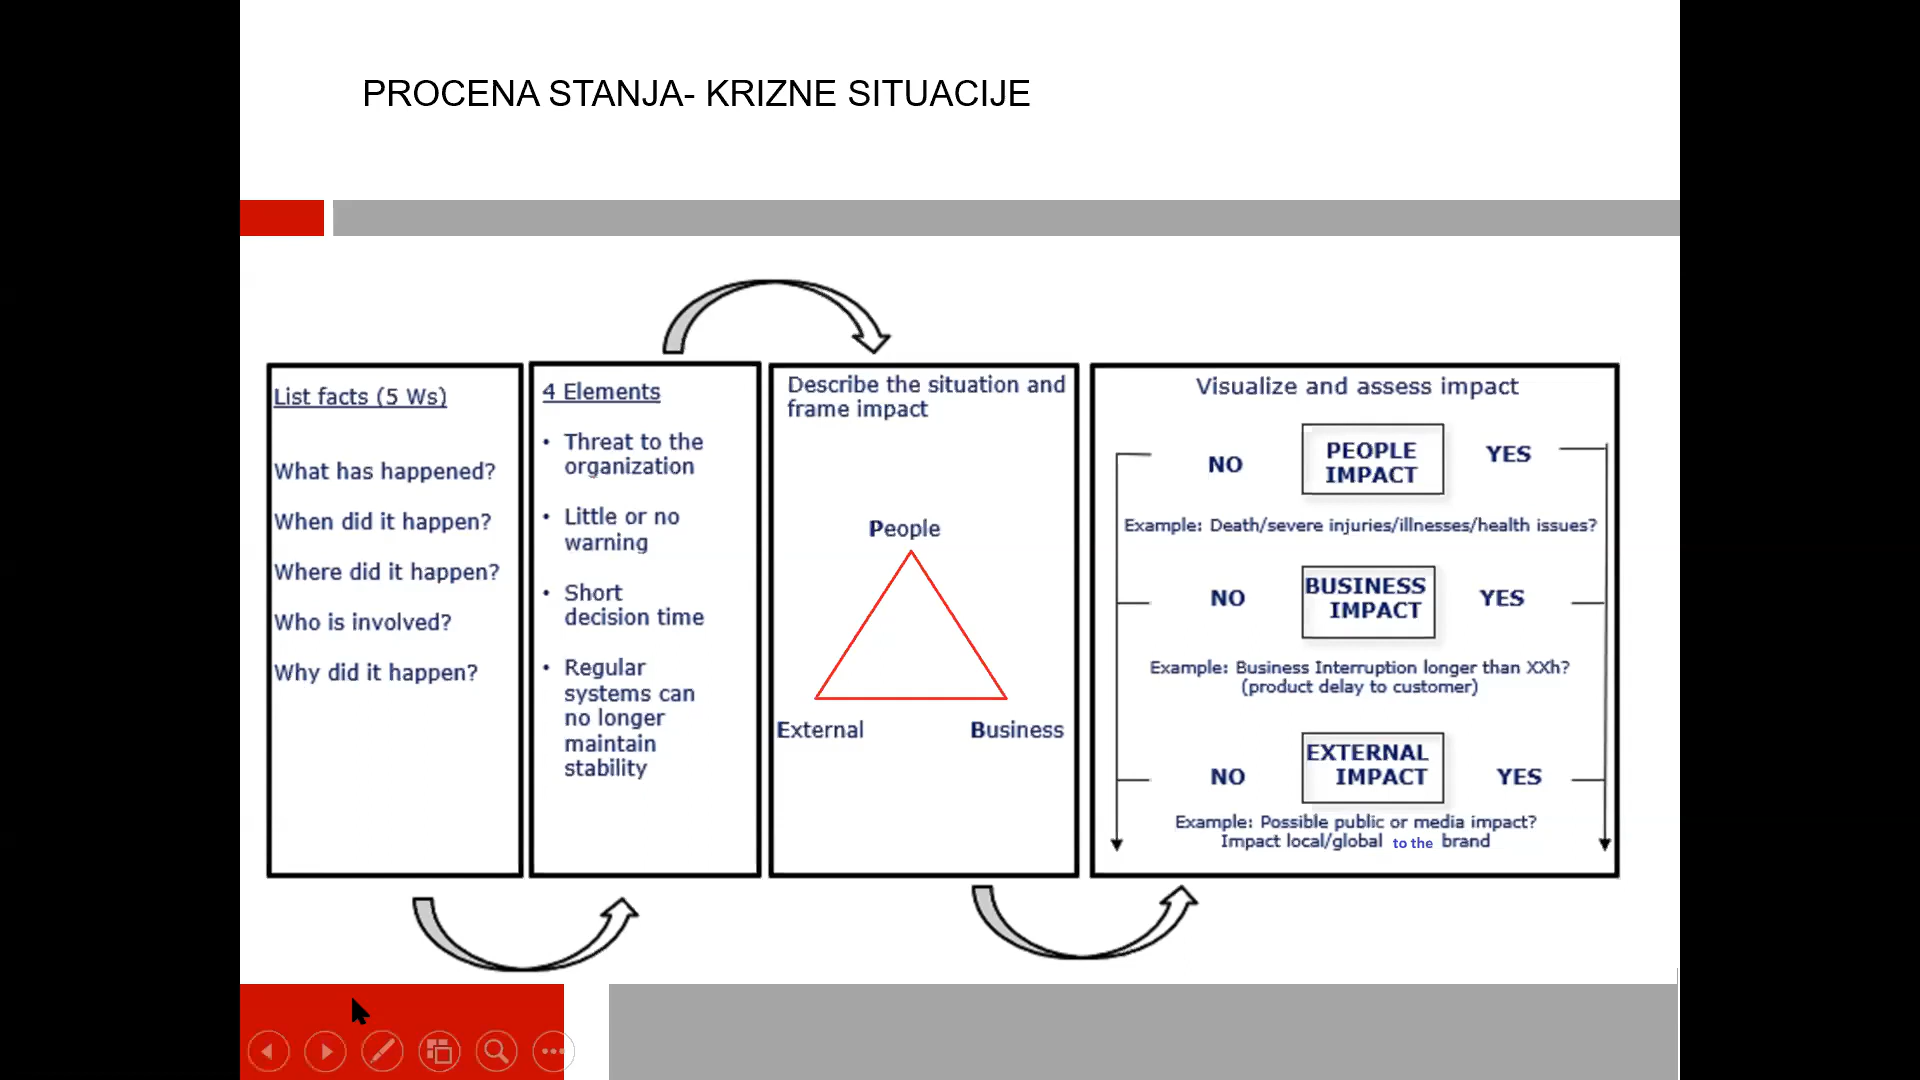 PROCENA STANJA- KRIZNE SITUACIJE
List facts (5 Ws)
What has happened?
When did it happen?
Where did it happen?
Who is involved?
Why did it happen?
4 Elements
• Threat to the
organization
• Little or no
warning
• Short
decision time
• Regular
systems can
no longer
maintain
stability
Describe the situation and
frame impact
People
External
Business
Visualize and assess impact
NO
PEOPLE
IMPACT
YES
Example: Death/severe injuries/illnesses/health issues?
NO
BUSINESS
IMPACT
YES
Example: Business Interruption longer than XXh?
(product delay to customer)
NO
EXTERNAL
IMPACT
YES
Example: Possible public or media impact?
Impact local/global to the brand